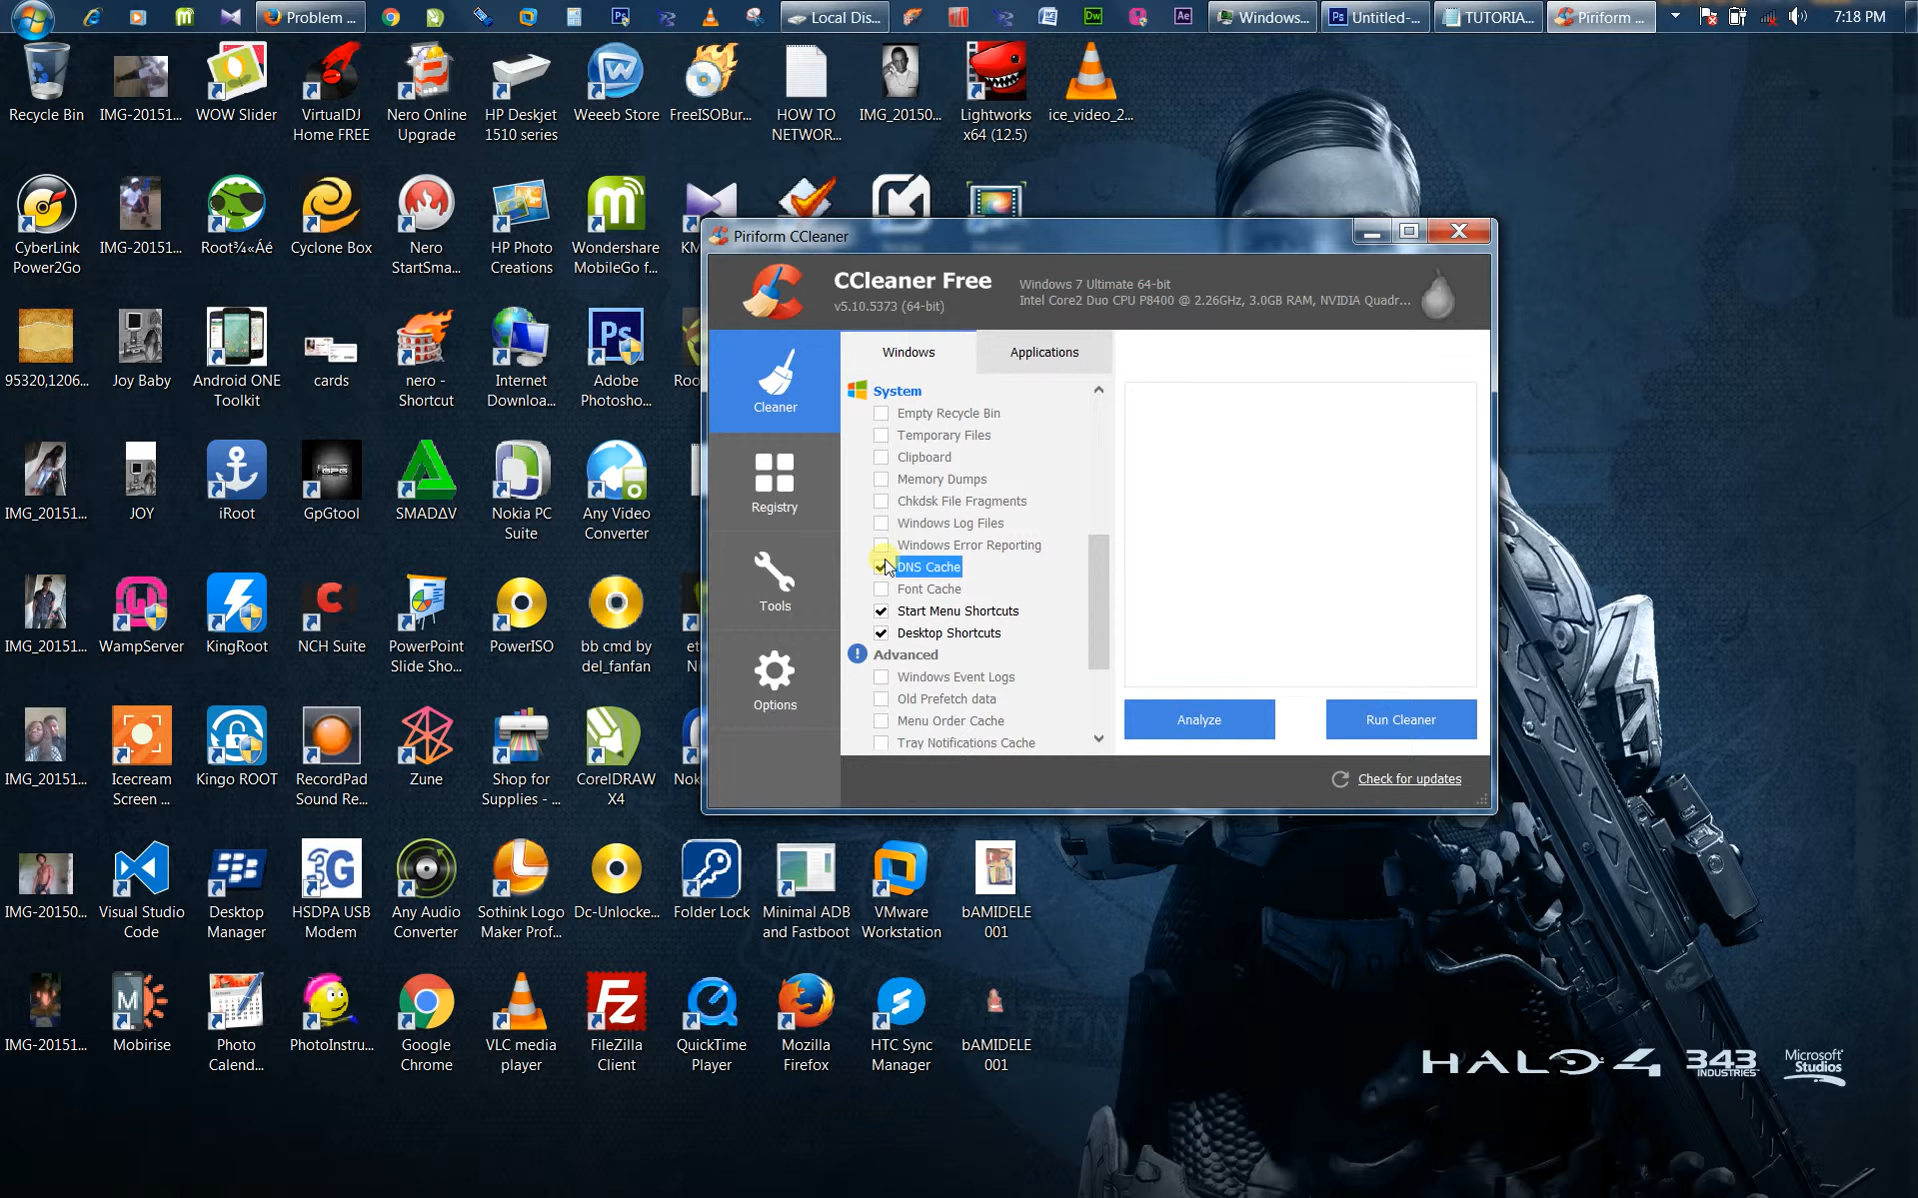 Problem ...
Local Dis...
Windows...
Untitled-...
TUTORIA...
Piriform ...
7:18 PM
Recycle Bin
IMG-20151...
WOW Slider
VirtualDJ
Home FREE
Nero Online
Upgrade
HP Deskjet
1510 series
Weeeb Store
FreeISOBur...
HOW TO
NETWOR...
IMG_20150...
Lightworks
x64 (12.5)
ice_video_2...
CyberLink
Power2Go
IMG-20151...
Root¾«Áé
Cyclone Box
Nero
StartSma...
HP Photo
Creations
Wondershare
MobileGo f...
KM
95320,1206...
Joy Baby
Android ONE
Toolkit
cards
nero -
Shortcut
Internet
Downloa...
Adobe
Photosho...
Roo
IMG_20151...
JOY
iRoot
GpGtool
SMADΔV
Nokia PC
Suite
Any Video
Converter
IMG_20151...
WampServer
KingRoot
NCH Suite
PowerPoint
Slide Sho...
PowerISO
bb cmd by
del_fanfan
IMG_20151...
Icecream
Screen ...
Kingo ROOT
RecordPad
Sound Re...
Zune
Shop for
Supplies - ...
CorelDRAW
X4
Nok
IMG-20150...
Visual Studio
Code
Desktop
Manager
HSDPA USB
Modem
Any Audio
Converter
Sothink Logo
Maker Prof...
Dc-Unlocke...
Folder Lock
Minimal ADB
and Fastboot
VMware
Workstation
bAMIDELE
001
IMG-20151...
Mobirise
Photo
Calend...
PhotoInstru...
Google
Chrome
VLC media
player
FileZilla
Client
QuickTime
Player
Mozilla
Firefox
HTC Sync
Manager
bAMIDELE
001
Piriform CCleaner
CCleaner Free
v5.10.5373 (64-bit)
Windows 7 Ultimate 64-bit
Intel Core2 Duo CPU P8400 @ 2.26GHz, 3.0GB RAM, NVIDIA Quadr...
Cleaner
Registry
Tools
Options
Windows
Applications
System
Empty Recycle Bin
Temporary Files
Clipboard
Memory Dumps
Chkdsk File Fragments
Windows Log Files
Windows Error Reporting
DNS Cache
Font Cache
Start Menu Shortcuts
Desktop Shortcuts
Advanced
Windows Event Logs
Old Prefetch data
Menu Order Cache
Tray Notifications Cache
Analyze
Run Cleaner
Check for updates
HALO 4
343
INDUSTRIES
Microsoft
Studios